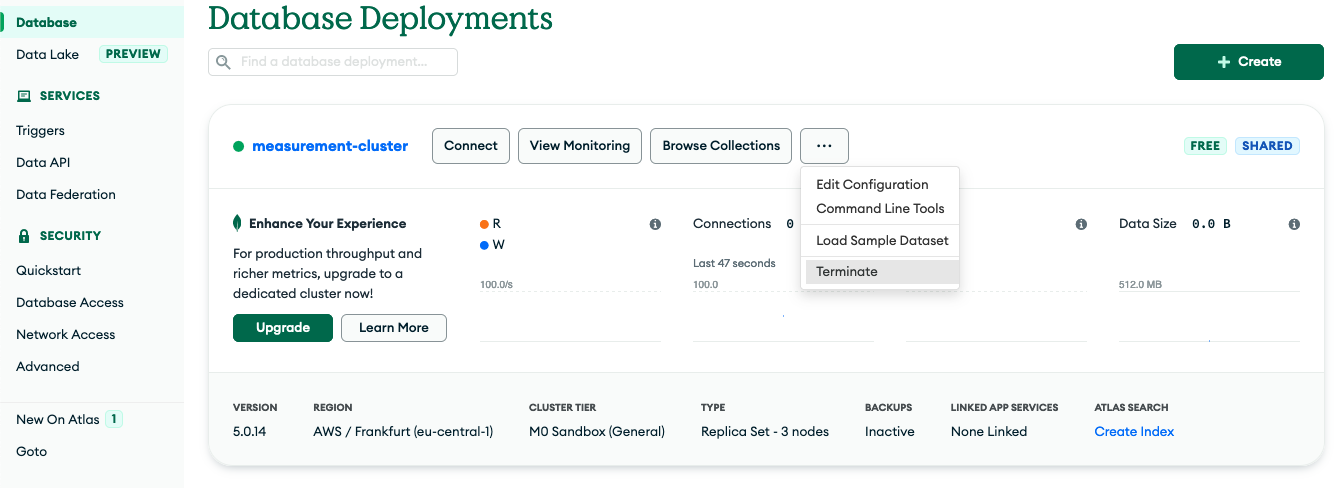 Database
Data Lake PREVIEW
SERVICES
Triggers
Data API
Data Federation
SECURITY
Quickstart
Database Access
Network Access
Advanced
New On Atlas 1
Goto
Database Deployments
Find a database deployment...
+ Create
measurement-cluster Connect View Monitoring Browse Collections ... FREE SHARED
Edit Configuration
Command Line Tools
Load Sample Dataset
Terminate
Enhance Your Experience
For production throughput and
richer metrics, upgrade to a
dedicated cluster now!
Upgrade Learn More
R
W
100.0/s
Connections 0
Last 47 seconds
100.0
Data Size 0.0 B
512.0 MB
VERSION
5.0.14
REGION
AWS / Frankfurt (eu-central-1)
CLUSTER TIER
M0 Sandbox (General)
TYPE
Replica Set - 3 nodes
BACKUPS
Inactive
LINKED APP SERVICES
None Linked
ATLAS SEARCH
Create Index